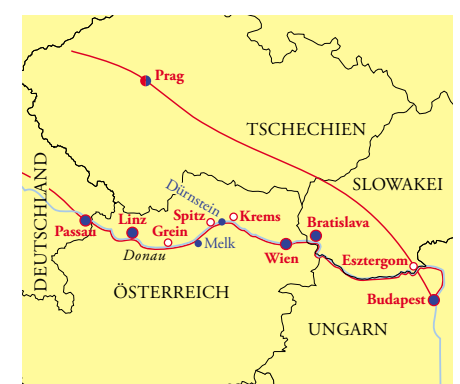 Prag
TSCHECHIEN
DEUTSCHLAND
SLOWAKEI
Dürnstein
Linz
Spitz
Krems
Passau
Grein
Bratislava
Donau
Melk
Wien
Esztergom
ÖSTERREICH
Budapest
UNGARN